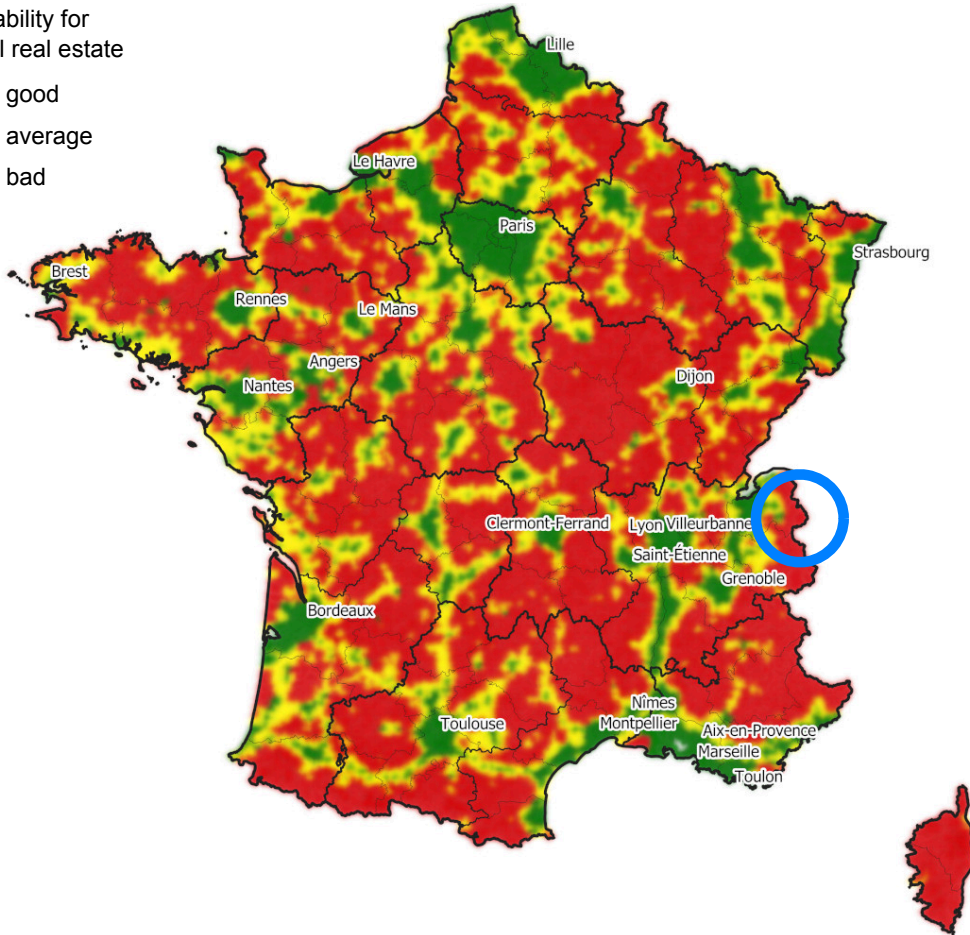 ability for
l real estate
good
average
bad
Lille
Le Havre
Paris
Strasbourg
Brest
Rennes
Le Mans
Angers
Dijon
Nantes
Clermont-Ferrand
Lyon Villeurbanne
Saint-Étienne
Grenoble
Bordeaux
Nîmes
Toulouse
Montpellier
Aix-en-Provence
Marseille
Toulon